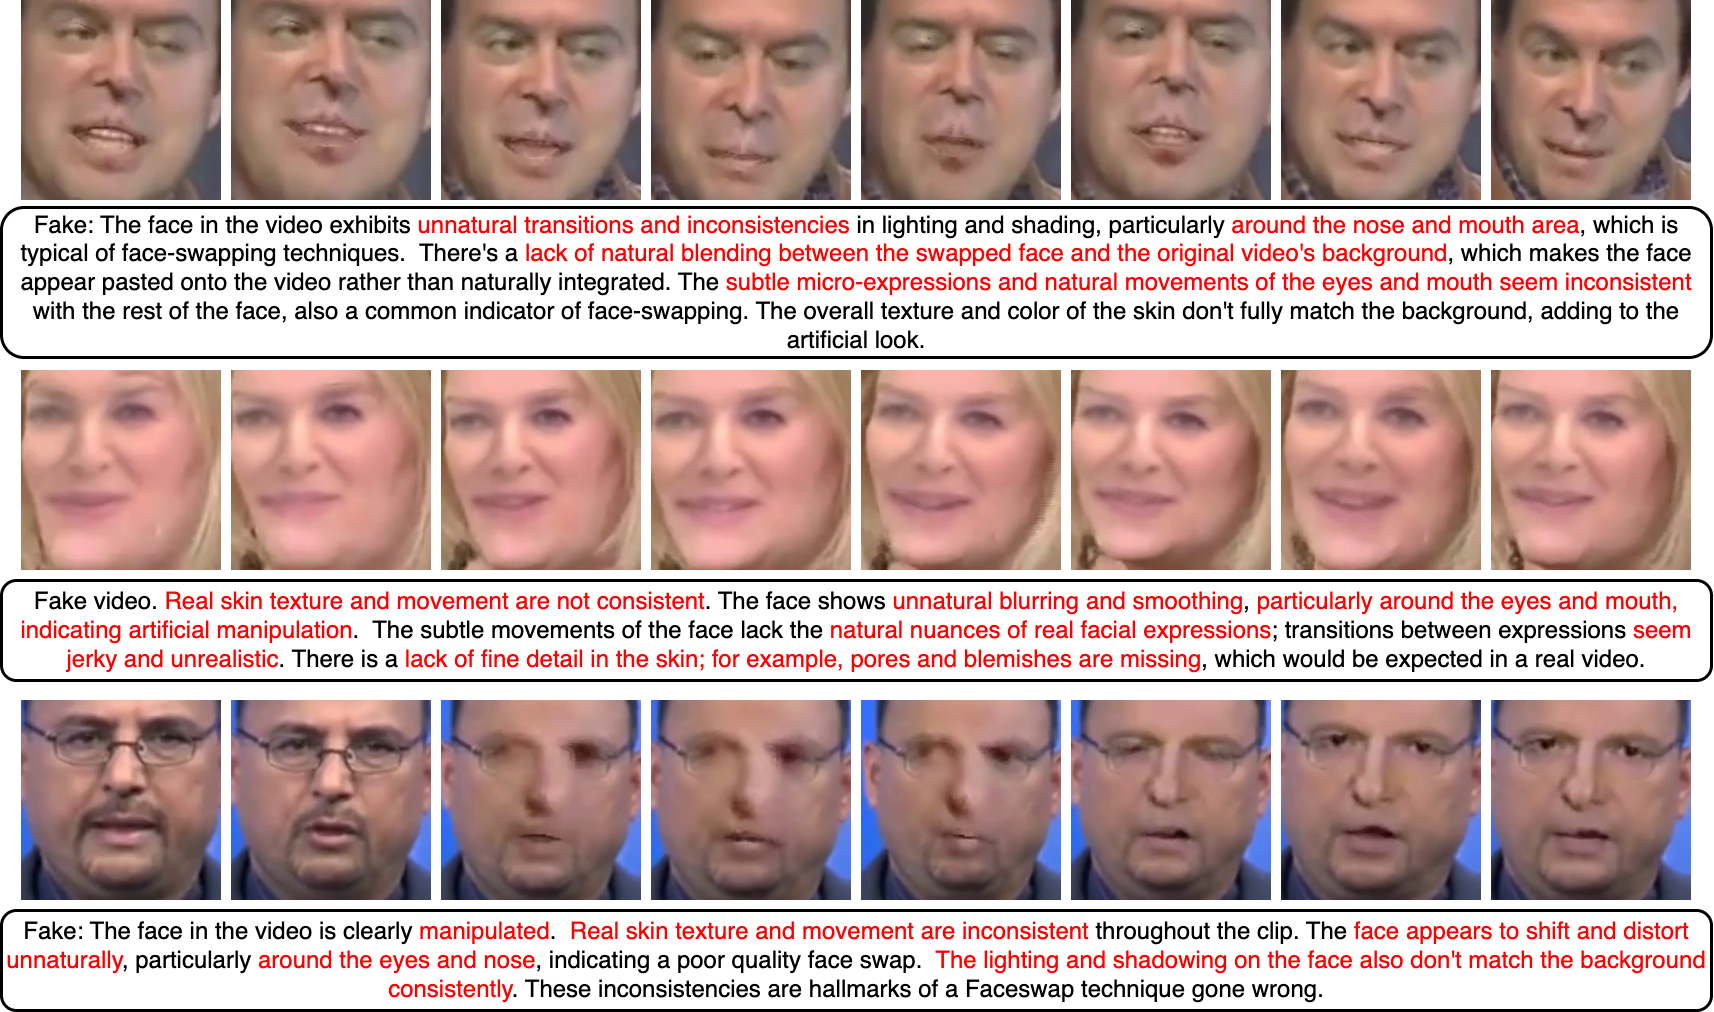 Fake: The face in the video exhibits unnatural transitions and inconsistencies in lighting and shading, particularly around the nose and mouth area, which is
typical of face-swapping techniques.  There's a lack of natural blending between the swapped face and the original video's background, which makes the face
appear pasted onto the video rather than naturally integrated. The subtle micro-expressions and natural movements of the eyes and mouth seem inconsistent
with the rest of the face, also a common indicator of face-swapping. The overall texture and color of the skin don't fully match the background, adding to the
artificial look.
Fake video. Real skin texture and movement are not consistent. The face shows unnatural blurring and smoothing, particularly around the eyes and mouth,
indicating artificial manipulation.  The subtle movements of the face lack the natural nuances of real facial expressions; transitions between expressions seem
jerky and unrealistic. There is a lack of fine detail in the skin; for example, pores and blemishes are missing, which would be expected in a real video.
Fake: The face in the video is clearly manipulated.  Real skin texture and movement are inconsistent throughout the clip. The face appears to shift and distort
unnaturally, particularly around the eyes and nose, indicating a poor quality face swap.  The lighting and shadowing on the face also don't match the background
consistently. These inconsistencies are hallmarks of a Faceswap technique gone wrong.